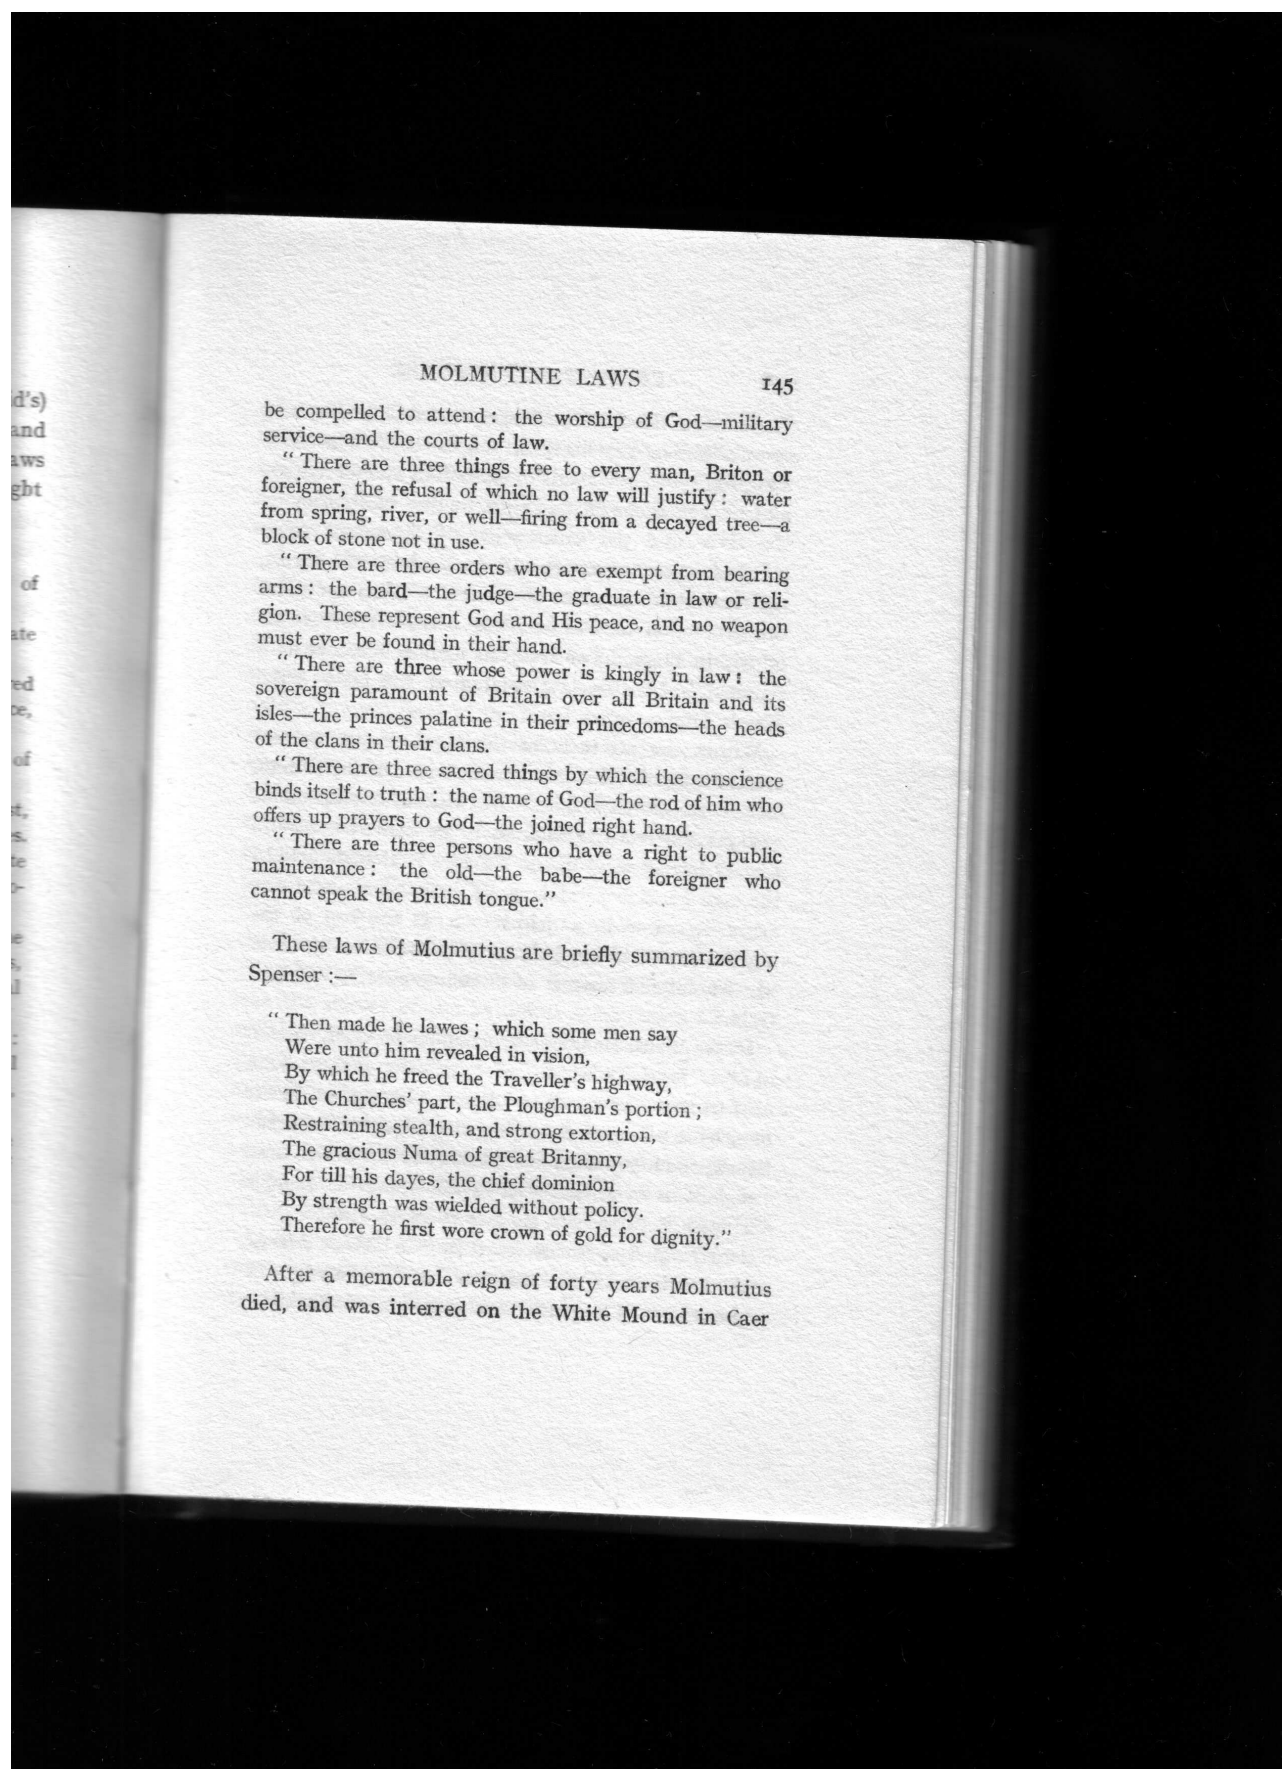 MOLMUTINE LAWS 145
be compelled to attend : the worship of God—military
service—and the courts of law.
“ There are three things free to every man, Briton or
foreigner, the refusal of which no law will justify : water
from spring, river, or well—firing from a decayed tree—a
block of stone not in use.
“ There are three orders who are exempt from bearing
arms : the bard—the judge—the graduate in law or reli-
gion. These represent God and His peace, and no weapon
must ever be found in their hand.
“ There are three whose power is kingly in law : the
sovereign paramount of Britain over all Britain and its
isles—the princes palatine in their princedoms—the heads
of the clans in their clans.
“ There are three sacred things by which the conscience
binds itself to truth : the name of God—the rod of him who
offers up prayers to God—the joined right hand.
“ There are three persons who have a right to public
maintenance : the old—the babe—the foreigner who
cannot speak the British tongue.”
These laws of Molmutius are briefly summarized by
Spenser :—
“ Then made he lawes ; which some men say
Were unto him revealed in vision,
By which he freed the Traveller’s highway,
The Churches’ part, the Ploughman’s portion ;
Restraining stealth, and strong extortion,
The gracious Numa of great Britanny,
For till his dayes, the chief dominion
By strength was wielded without policy.
Therefore he first wore crown of gold for dignity.”
After a memorable reign of forty years Molmutius
died, and was interred on the White Mound in Caer